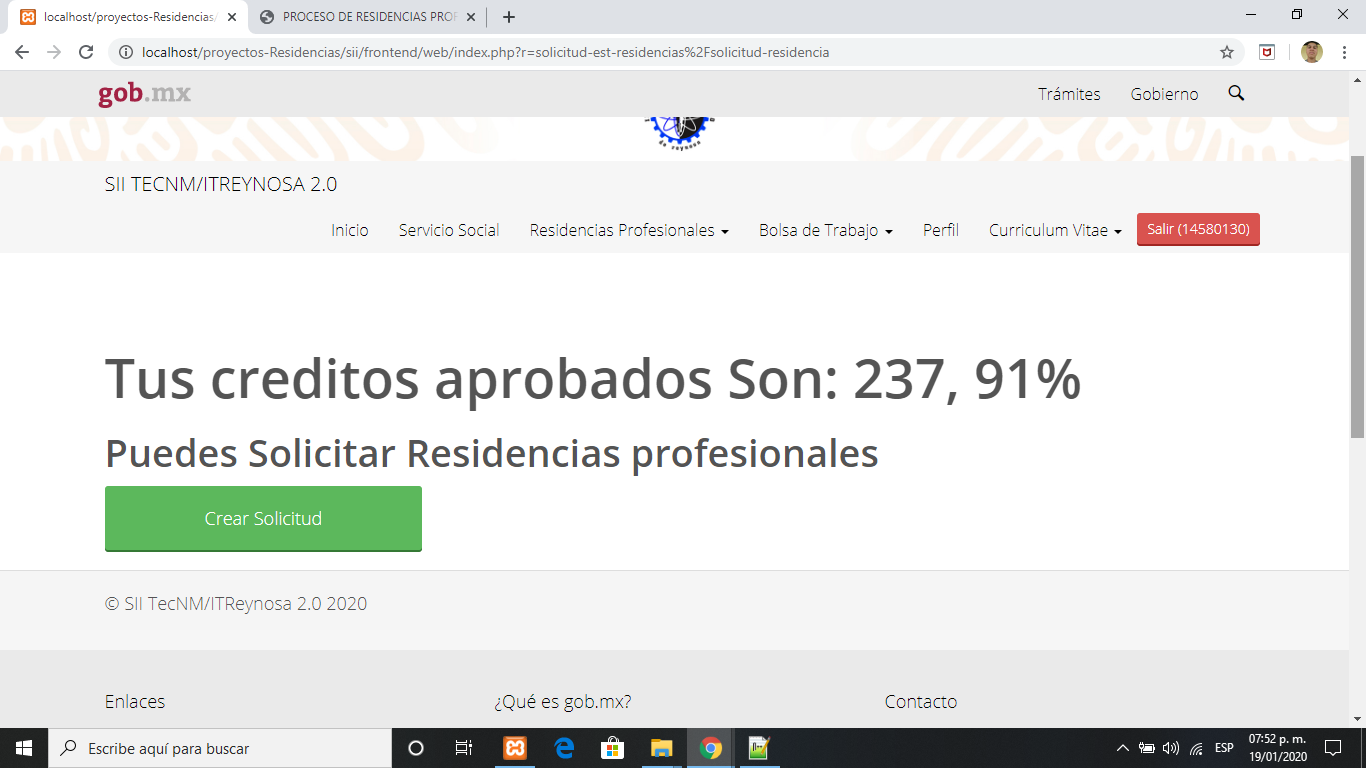 localhost/proyectos-Residencias/
PROCESO DE RESIDENCIAS PROF
localhost/proyectos-Residencias/sii/frontend/web/index.php?r=solicitud-est-residencias%2Fsolicitud-residencia
gob.mx
Trámites Gobierno
de reynosa
SII TECNM/ITREYNOSA 2.0
Inicio Servicio Social Residencias Profesionales Bolsa de Trabajo Perfil Curriculum Vitae Salir (14580130)
Tus creditos aprobados Son: 237, 91%
Puedes Solicitar Residencias profesionales
Crear Solicitud
© SII TecNM/ITReynosa 2.0 2020
Enlaces ¿Qué es gob.mx? Contacto
Escribe aquí para buscar
ESP
07:52 p. m.
19/01/2020